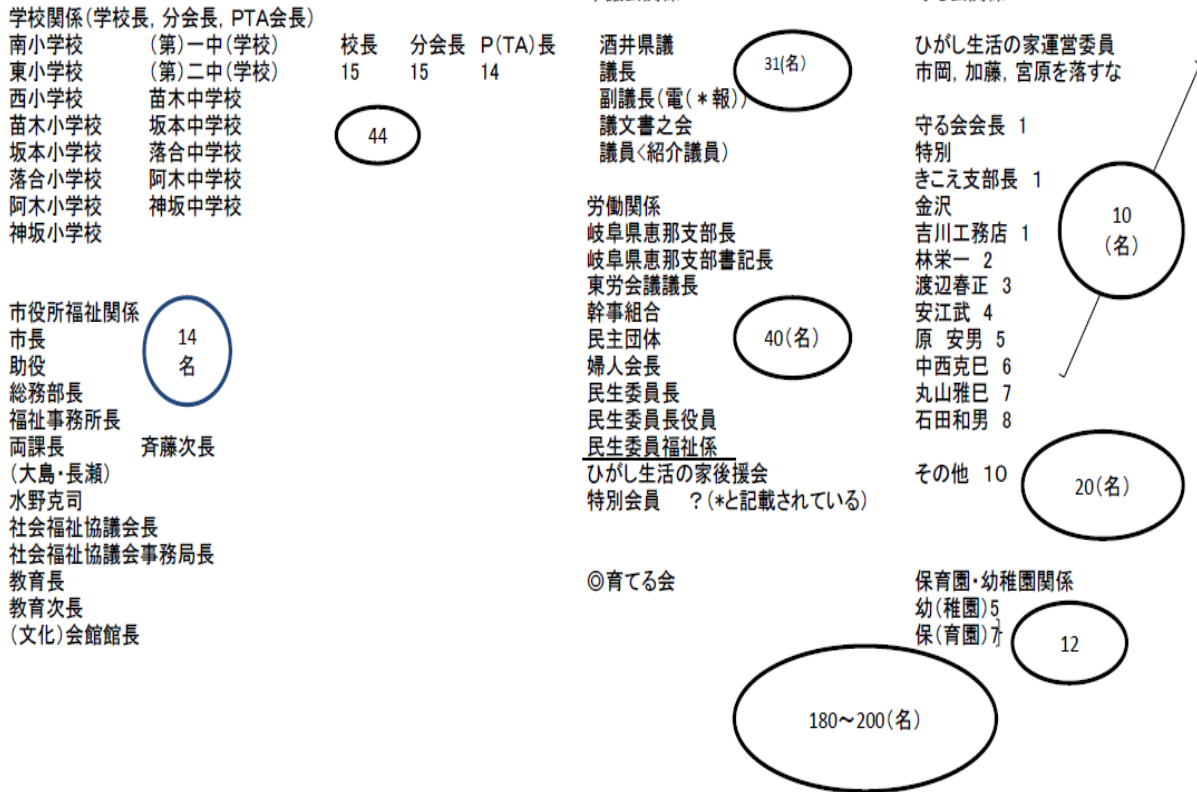 学校関係(学校長, 分会長, PTA会長)
南小学校 (第)一中(学校) 校長 分会長 P(TA)長
東小学校 (第)二中(学校) 15 15 14
西小学校 苗木中学校
苗木小学校 坂本中学校
44
坂本小学校 落合中学校
落合小学校 阿木中学校
阿木小学校 神坂中学校
神坂小学校
市役所福祉関係
市長
助役
総務部長
福祉事務所長
両課長 斉藤次長
(大島・長瀬)
水野克司
社会福祉協議会長
社会福祉協議会事務局長
教育長
教育次長
(文化)会館館長
14
名
酒井県議
議長
副議長(電(*報))
議文書之会
議員<紹介議員)
31(名)
労働関係
岐阜県恵那支部長
岐阜県恵那支部書記長
東労会議議長
幹事組合
民主団体
婦人会長
民生委員長
民生委員長役員
民生委員福祉係
ひがし生活の家後援会
特別会員 ?(*と記載されている)
40(名)
◎育てる会
ひがし生活の家運営委員
市岡, 加藤, 宮原を落すな
守る会会長 1
特別
きこえ支部長 1
金沢
吉川工務店 1
林栄一 2
渡辺春正 3
安江武 4
原 安男 5
中西克巳 6
丸山雅巳 7
石田和男 8
10
(名)
その他 10
20(名)
保育園・幼稚園関係
幼(稚園)5
保(育園)7
12
180～200(名)